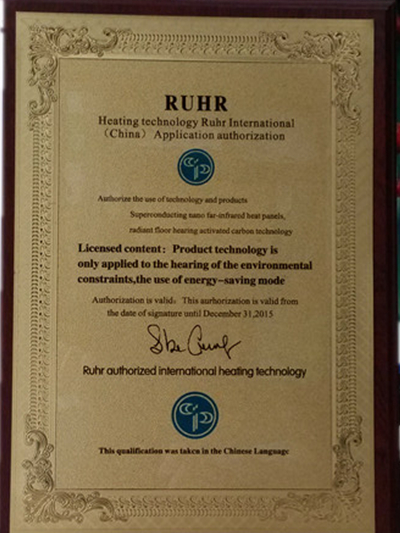 RUHR
Heating technology Ruhr International
(China) Application authorization
Authorize the use of technology and products
Superconducting nano far-infrared heat panels,
radiant floor hearing activated carbon technology
Licensed content: Product technology is
only applied to the hearing of the environmental
constraints,the use of energy-saving mode
Authorization is valid: This aurhorization is valid from
the date of signature until December 31,2015
Ruhr authorized international heating technology
This qualification was taken in the Chinese Language